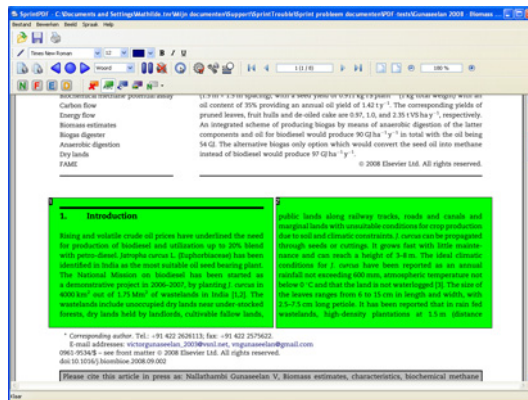 SprintPDF - C:\Documents and Settings\Mathilde.tnr\Mijn documenten\Support\SprintTrouble\Sprint probleem documenten\PDF texts\Gunaseelan 2008 - Biomass
Bestand Bewerken Beeld Spraak Help
Times New Roman 12 B I U
Woord 1 (1 / 8) 100 %
N F E D
Biochemical methane potential assay
Carbon flow
Energy flow
Biomass estimates
Biogas digester
Anaerobic digestion
Dry lands
FAME
oil content of 35% providing an annual oil yield of 1.42 t y⁻¹. The corresponding yields of
pruned leaves, fruit hulls and de-oiled cake are 0.97, 1.0, and 2.35 t VS ha y⁻¹, respectively.
An integrated scheme of producing biogas by means of anaerobic digestion of the latter
components and oil for biodiesel would produce 90 GJ ha⁻¹ y⁻¹ in total with the oil being
54 GJ. The alternative biogas only option which would convert the seed oil into methane
instead of biodiesel would produce 97 GJ ha⁻¹ y⁻¹.
© 2008 Elsevier Ltd. All rights reserved.
1. Introduction
Rising and volatile crude oil prices have underlined the need
for production of biodiesel and utilization up to 20% blend
with petro-diesel. Jatropha curcus L. (Euphorbiaceae) has been
identified in India as the most suitable oil seed bearing plant.
The National Mission on biodiesel has been started as
a demonstrative project in 2006–2007, by planting J. curcus in
4000 km² out of 1.75 Mm² of wastelands in India [1,2]. The
wastelands include unoccupied dry lands near under-stocked
forests, dry lands held by landlords, cultivable fallow lands,
public lands along railway tracks, roads and canals and
marginal lands with unsuitable conditions for crop production
due to soil and climatic constraints. J. curcus can be propagated
through seeds or cuttings. It grows fast with little mainte-
nance and can reach a height of 3–8 m. The ideal climatic
conditions for J. curcus have been reported as an annual
rainfall not exceeding 600 mm, atmospheric temperature not
below 0 °C and that the land is not waterlogged [3]. The size of
the leaves ranges from 6 to 15 cm in length and width, with
2.5–7.5 cm long petiole. It has been reported that in rain fed
wastelands, high-density plantations at 1.5 m (distance
* Corresponding author. Tel.: +91 422 2626113; fax: +91 422 2575622.
E-mail addresses: victorgunaseelan_2003@vsnl.net, vngunaseelan@gmail.com
0961-9534/$ – see front matter © 2008 Elsevier Ltd. All rights reserved.
doi:10.1016/j.biombioe.2008.09.002
Please cite this article in press as: Nallathambi Gunaseelan V, Biomass estimates, characteristics, biochemical methane
Klaar